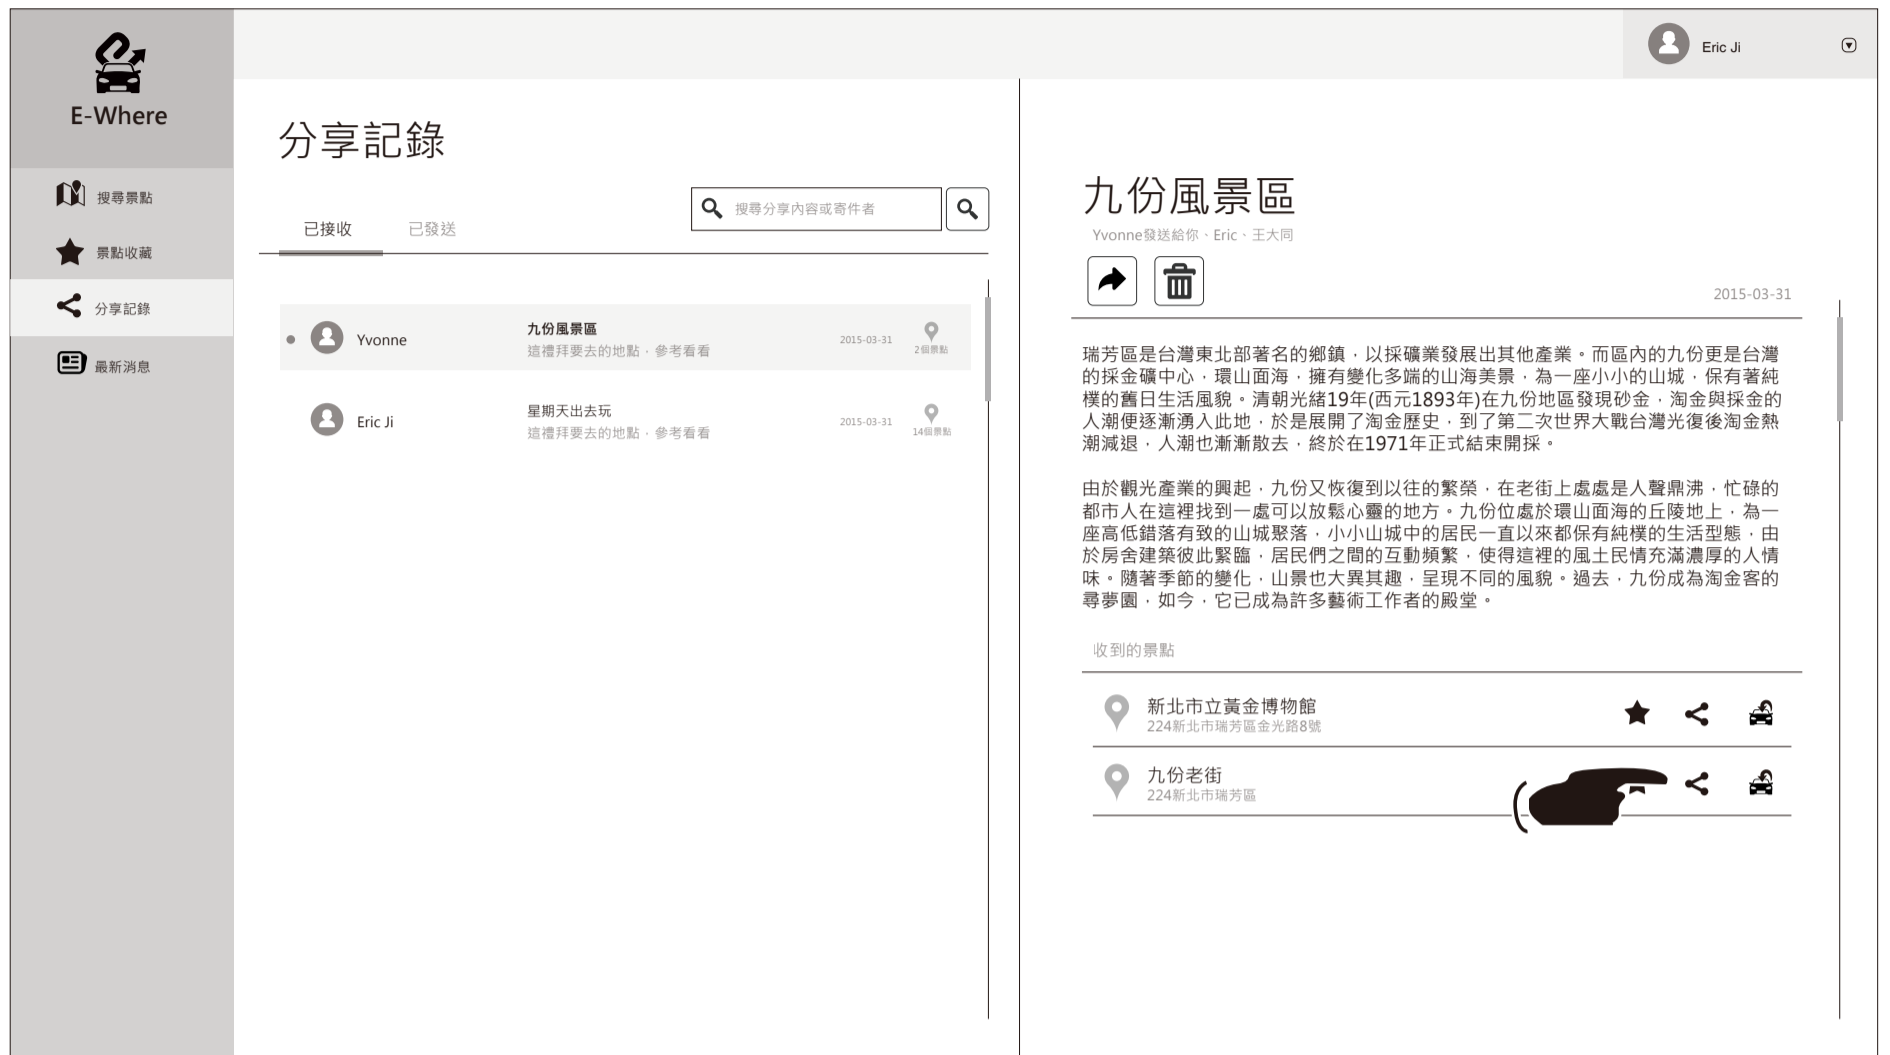 E-Where
搜尋景點
景點收藏
分享記錄
最新消息
Eric Ji
分享記錄
已接收
已發送
搜尋分享內容或寄件者
Yvonne
九份風景區
這禮拜要去的地點，參考看看
2015-03-31
2個景點
Eric Ji
星期天出去玩
這禮拜要去的地點，參考看看
2015-03-31
14個景點
九份風景區
Yvonne發送給你、Eric、王大同
2015-03-31
瑞芳區是台灣東北部著名的鄉鎮，以採礦業發展出其他產業。而區內的九份更是台灣
的採金礦中心，環山面海，擁有變化多端的山海美景，為一座小小的山城，保有著純
樸的舊日生活風貌。清朝光緒19年(西元1893年)在九份地區發現砂金，淘金與採金的
人潮便逐漸湧入此地，於是展開了淘金歷史，到了第二次世界大戰台灣光復後淘金熱
潮減退，人潮也漸漸散去，終於在1971年正式結束開採。
由於觀光產業的興起，九份又恢復到以往的繁榮，在老街上處處是人聲鼎沸，忙碌的
都市人在這裡找到一處可以放鬆心靈的地方。九份位處於環山面海的丘陵地上，為一
座高低錯落有致的山城聚落，小小山城中的居民一直以來都保有純樸的生活型態，由
於房舍建築彼此緊臨，居民們之間的互動頻繁，使得這裡的風土民情充滿濃厚的人情
味。隨著季節的變化，山景也大異其趣，呈現不同的風貌。過去，九份成為淘金客的
尋夢園，如今，它已成為許多藝術工作者的殿堂。
收到的景點
新北市立黃金博物館
224新北市瑞芳區金光路8號
九份老街
224新北市瑞芳區